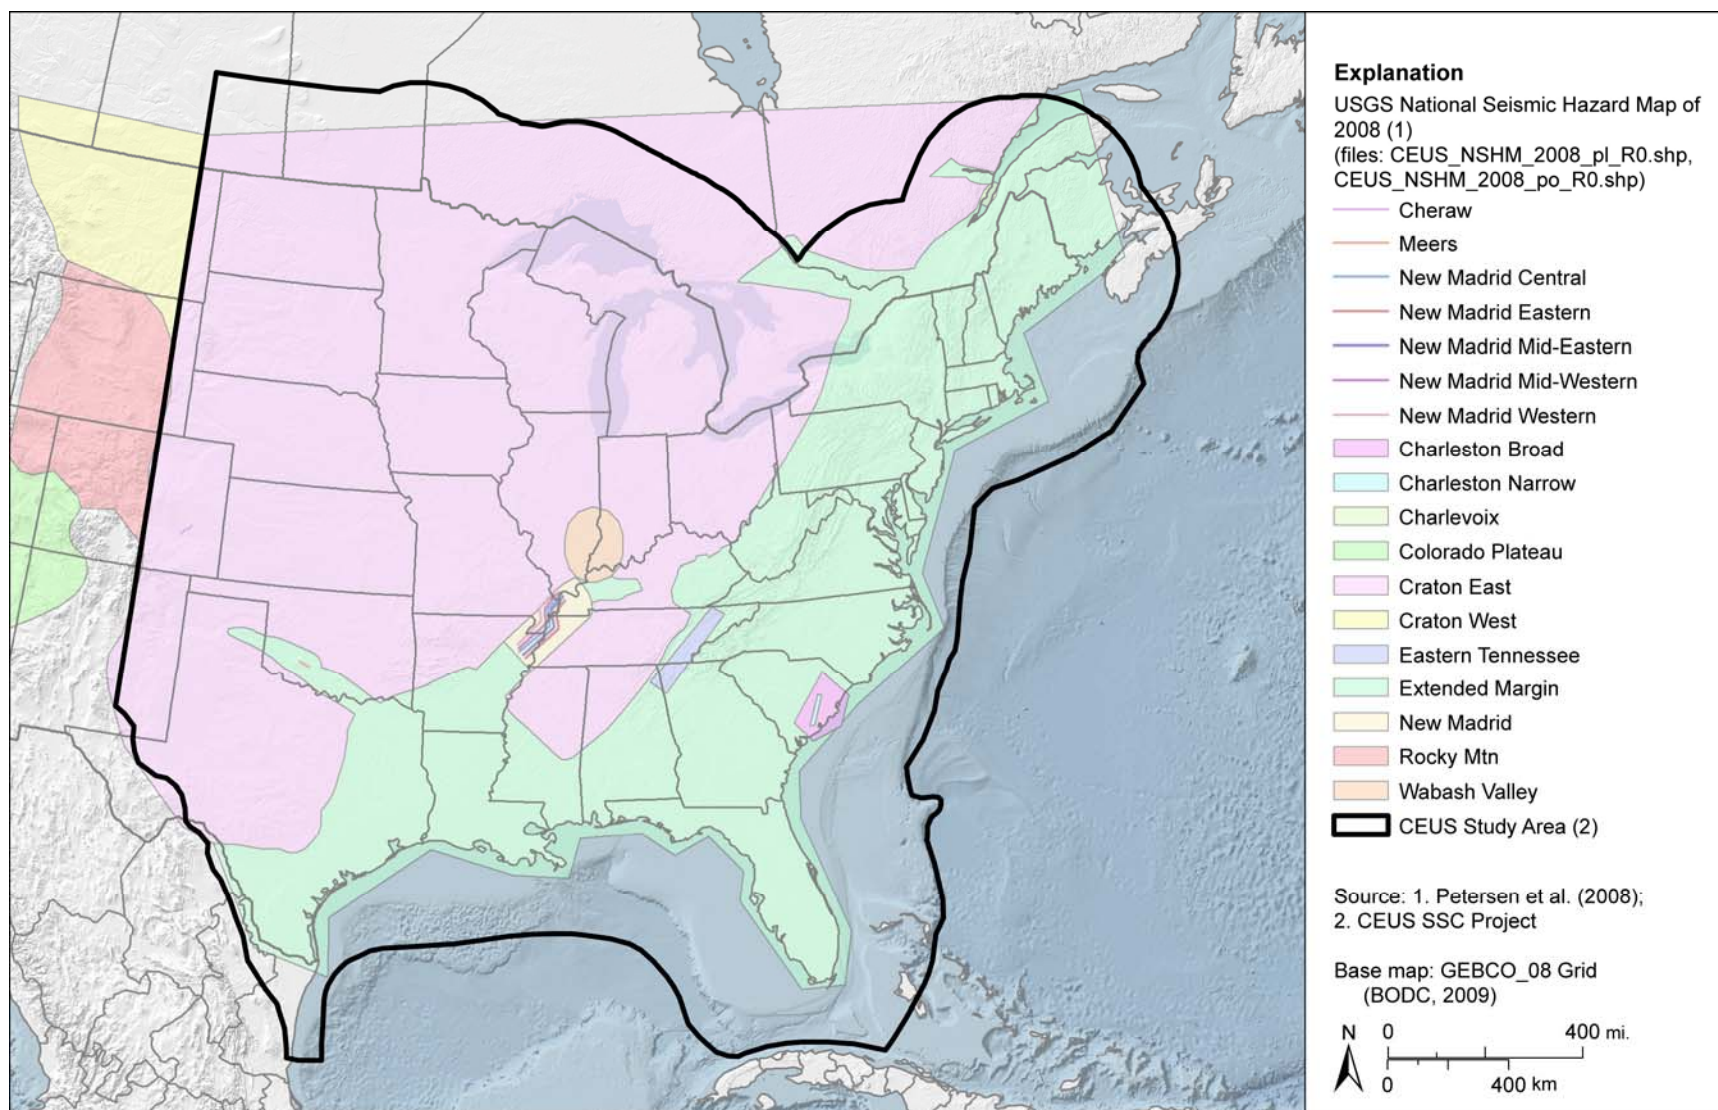 Explanation
USGS National Seismic Hazard Map of
2008 (1)
(files: CEUS_NSHM_2008_pl_R0.shp,
CEUS_NSHM_2008_po_R0.shp)
Cheraw
Meers
New Madrid Central
New Madrid Eastern
New Madrid Mid-Eastern
New Madrid Mid-Western
New Madrid Western
Charleston Broad
Charleston Narrow
Charlevoix
Colorado Plateau
Craton East
Craton West
Eastern Tennessee
Extended Margin
New Madrid
Rocky Mtn
Wabash Valley
CEUS Study Area (2)
Source: 1. Petersen et al. (2008);
2. CEUS SSC Project
Base map: GEBCO_08 Grid
(BODC, 2009)
N
0 400 mi.
0 400 km